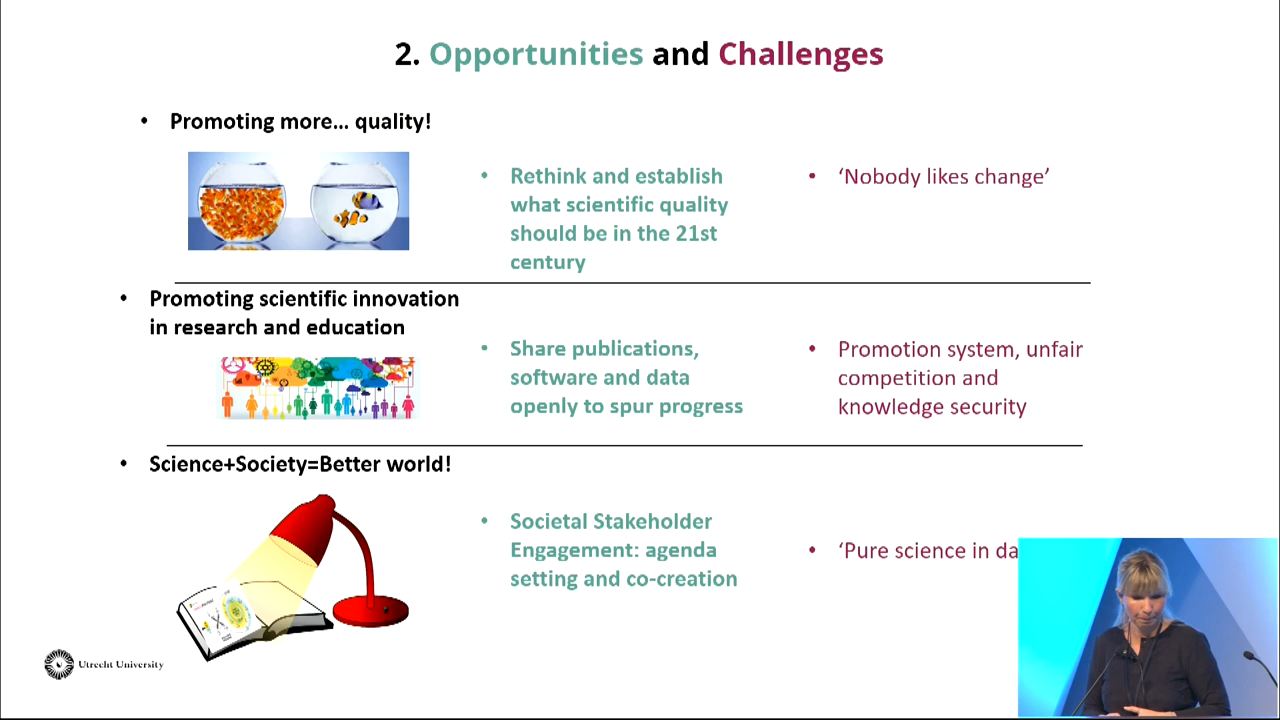 2. Opportunities and Challenges
• Promoting more... quality!
• Rethink and establish
what scientific quality
should be in the 21st
century
• ‘Nobody likes change’
• Promoting scientific innovation
in research and education
• Share publications,
software and data
openly to spur progress
• Promotion system, unfair
competition and
knowledge security
• Science+Society=Better world!
• Societal Stakeholder
Engagement: agenda
setting and co-creation
• ‘Pure science in da
Utrecht University